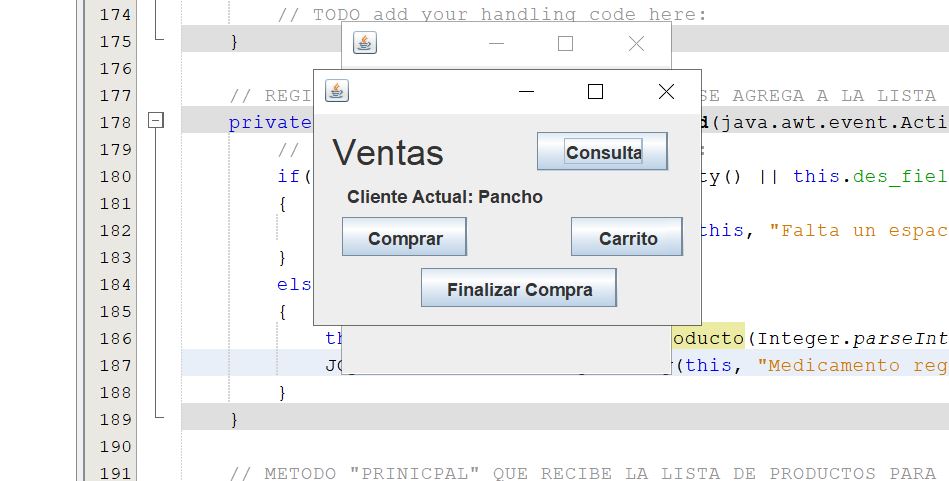 174 // TODO add your handling code here:
175 }
176
177 // REGI SE AGREGA A LA LISTA
178 private d(java.awt.event.Acti
179 // :
180 if( ty() || this.des_fiel
181 {
182 this, "Falta un espac
183 }
184 els
185 {
186 th oducto(Integer.parseInt
187 JO y(this, "Medicamento reg
188 }
189 }
190
191 // METODO "PRINICPAL" QUE RECIBE LA LISTA DE PRODUCTOS PARA
Ventas
Consulta
Cliente Actual: Pancho
Comprar
Carrito
Finalizar Compra